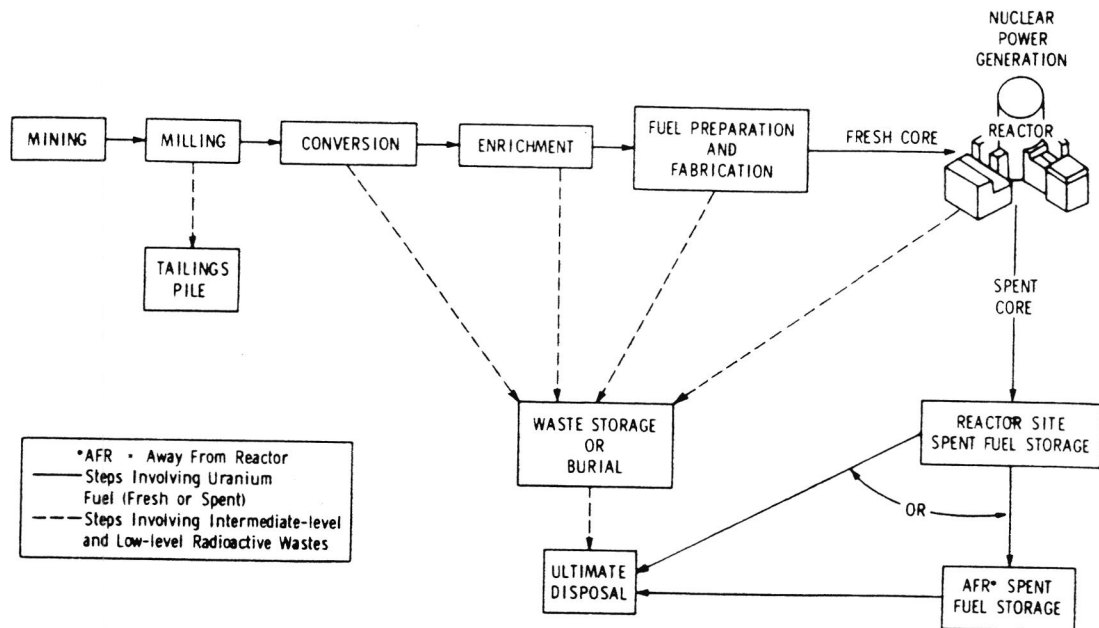 NUCLEAR
POWER
GENERATION
MINING
MILLING
CONVERSION
ENRICHMENT
FUEL PREPARATION
AND
FABRICATION
FRESH CORE
REACTOR
TAILINGS
PILE
SPENT
CORE
WASTE STORAGE
OR
BURIAL
REACTOR SITE
SPENT FUEL STORAGE
OR
ULTIMATE
DISPOSAL
AFR* SPENT
FUEL STORAGE
*AFR - Away From Reactor
Steps Involving Uranium
Fuel (Fresh or Spent)
Steps Involving Intermediate-level
and Low-level Radioactive Wastes